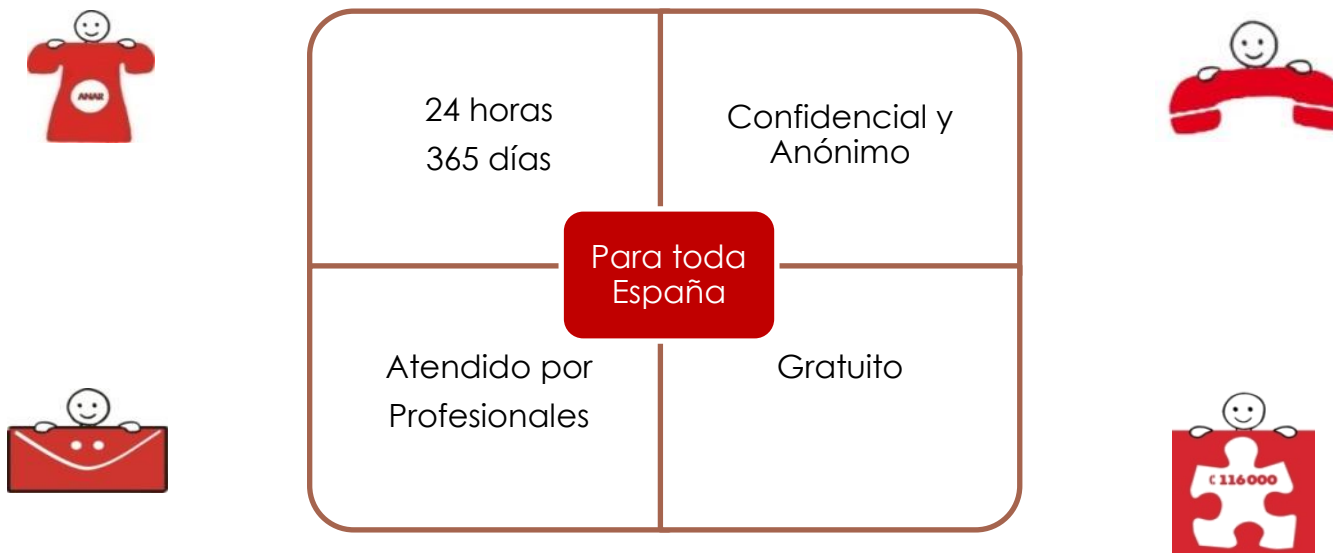 ANAR
24 horas
365 días
Confidencial y
Anónimo
Para toda
España
Atendido por
Profesionales
Gratuito
116000